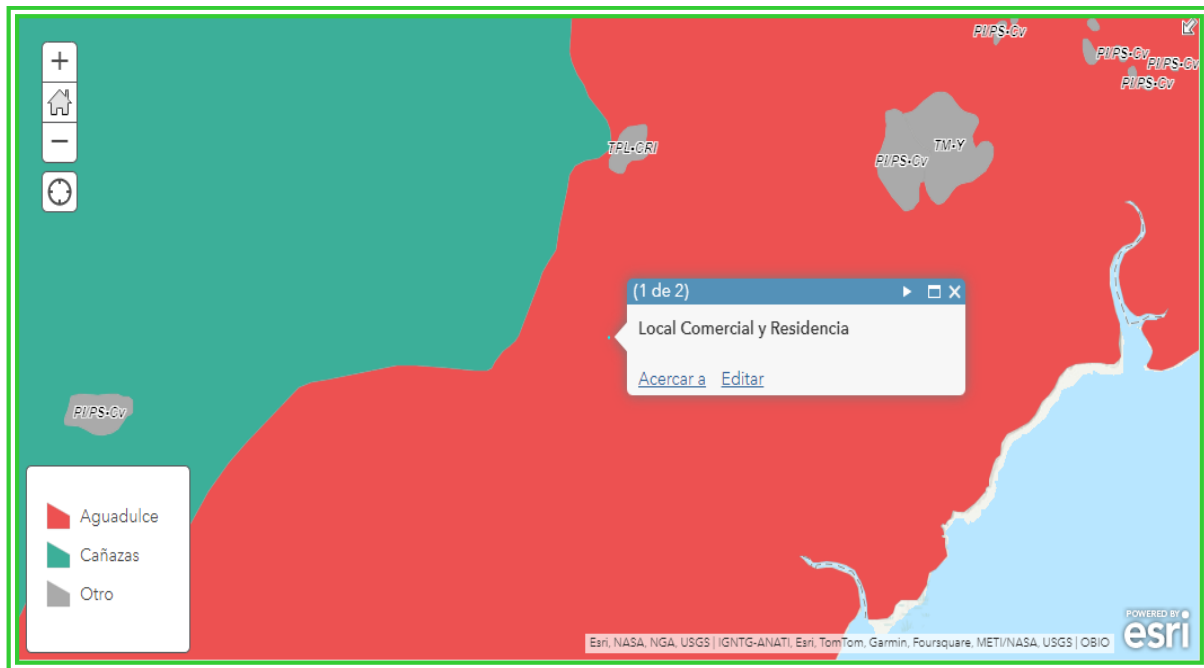 PI/PS-Cv
PI/PS-Cv
PI/PS-Cv
PI/PS-Cv
TPL-CRI
TM-Y
PI/PS-Cv
(1 de 2)
Local Comercial y Residencia
Acercar a Editar
PI/PS-Cv
Aguadulce
Cañazas
Otro
POWERED BY
esri
Esri, NASA, NGA, USGS | IGNTG-ANATI, Esri, TomTom, Garmin, Foursquare, METI/NASA, USGS | OBIO